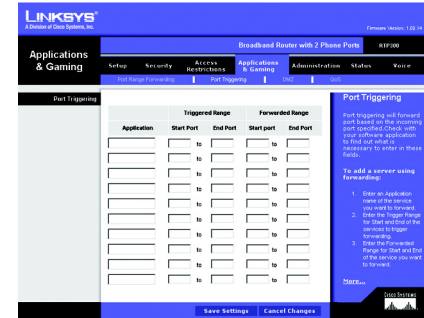 LINKSYS®
A Division of Cisco Systems, Inc.
Firmware Version: 1.00.14
Broadband Router with 2 Phone Ports
RTP300
Applications & Gaming
Setup Security Access Restrictions Applications & Gaming Administration Status Voice
Port Range Forwarding Port Triggering DMZ QoS
Port Triggering
Triggered Range Forwarded Range
Application Start Port End Port Start port End Port
to to
to to
to to
to to
to to
to to
to to
to to
to to
to to
Port Triggering
Port triggering will forward
port based on the incoming
port specified.Check with
your software application
to find out what is
necessary to enter in these
fields.
To add a server using
forwarding:
1. Enter an Application
name of the service
you want to forward.
2. Enter the Trigger Range
for Start and End of the
services to trigger
forwarding.
3. Enter the Forwarded
Range for Start and End
of the service you want
to forward.
More...
Save Settings Cancel Changes
CISCO SYSTEMS